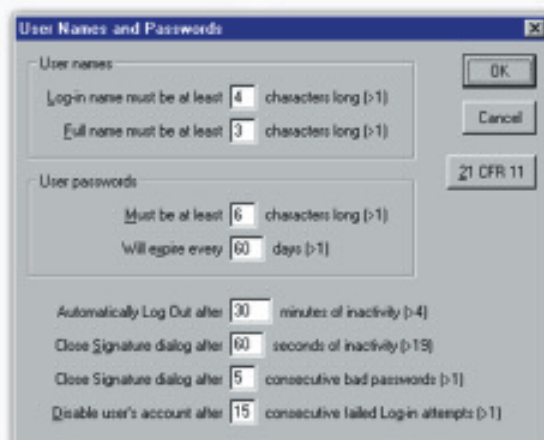 User Names and Passwords
User names
Log-in name must be at least 4 characters long (>1)
Full name must be at least 3 characters long (>1)
User passwords
Must be at least 6 characters long (>1)
Will expire every 60 days (>1)
Automatically Log Out after 30 minutes of inactivity (>4)
Close Signature dialog after 60 seconds of inactivity (>19)
Close Signature dialog after 5 consecutive bad passwords (>1)
Disable user's account after 15 consecutive failed Log-in attempts (>1)
OK
Cancel
21 CFR 11